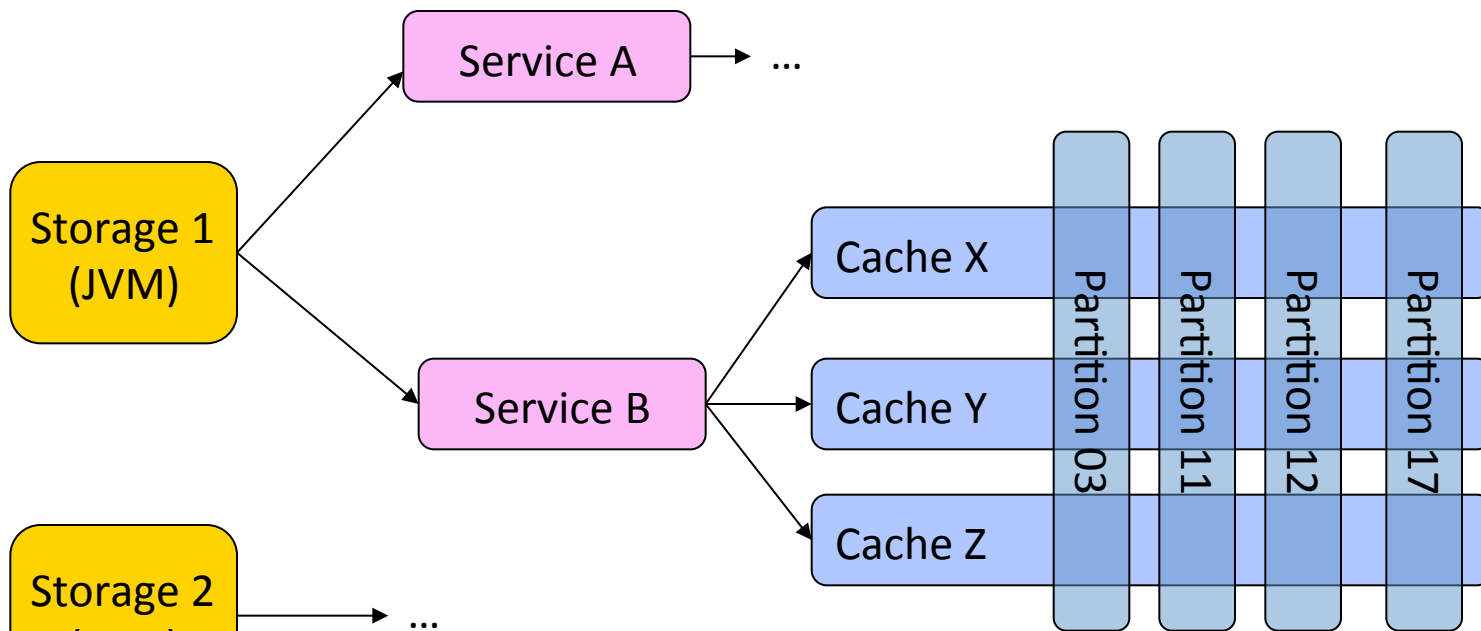 Service A
...
Storage 1
(JVM)
Service B
Cache X
Cache Y
Cache Z
Partition 03
Partition 11
Partition 12
Partition 17
Storage 2
...